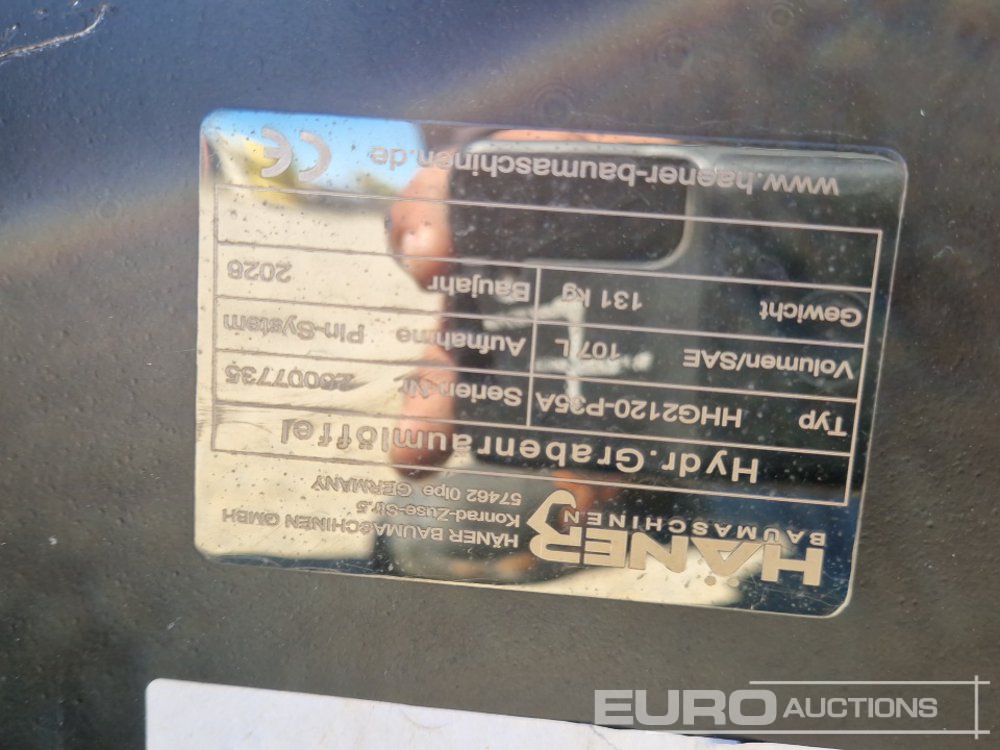 HÄNER
BAUMASCHINEN
HÄNER BAUMASCHINEN GMBH
Konrad-Zuse-Str.5
57462 Olpe GERMANY
Hydr.Grabenraumlöffel
Typ HHG2120-P35A Serien-Nr 26007735
Volumen/SAE 107 L Aufnahme Pin-System
Gewicht 131 kg Baujahr 2026
www.haener-baumaschinen.de CE
EURO AUCTIONS